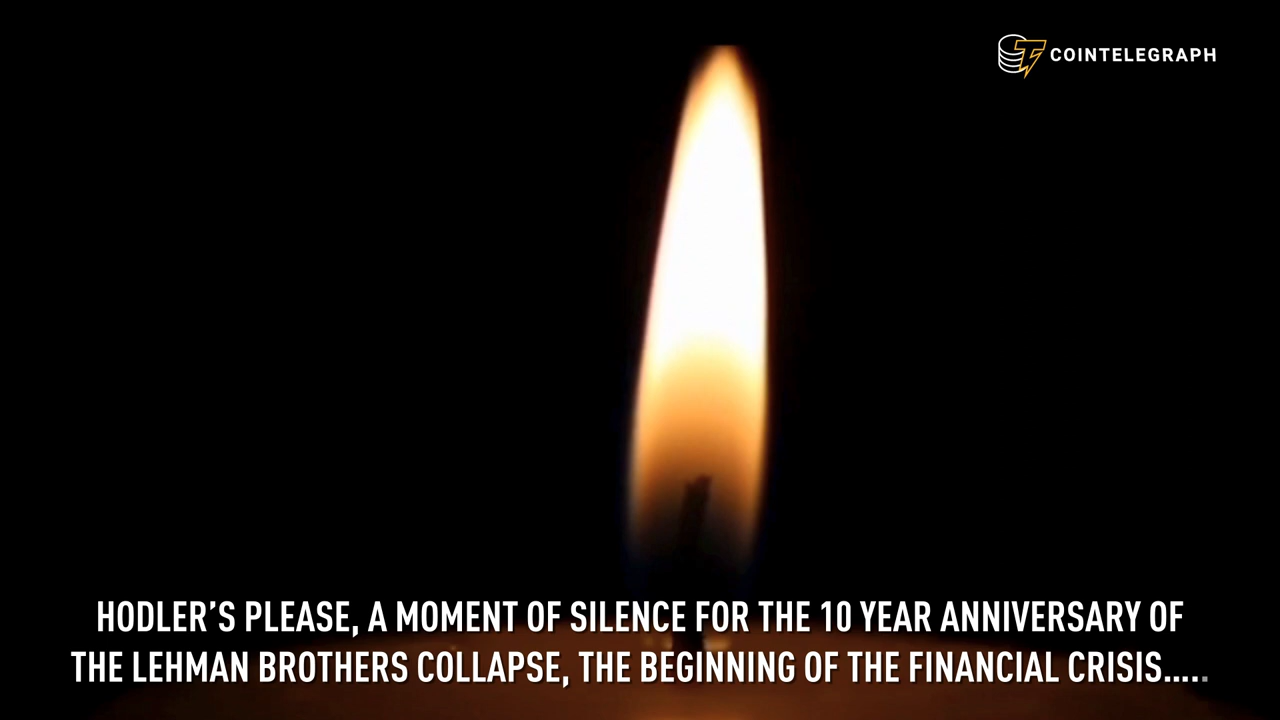 COINTELEGRAPH
HODLER’S PLEASE, A MOMENT OF SILENCE FOR THE 10 YEAR ANNIVERSARY OF
THE LEHMAN BROTHERS COLLAPSE, THE BEGINNING OF THE FINANCIAL CRISIS.....